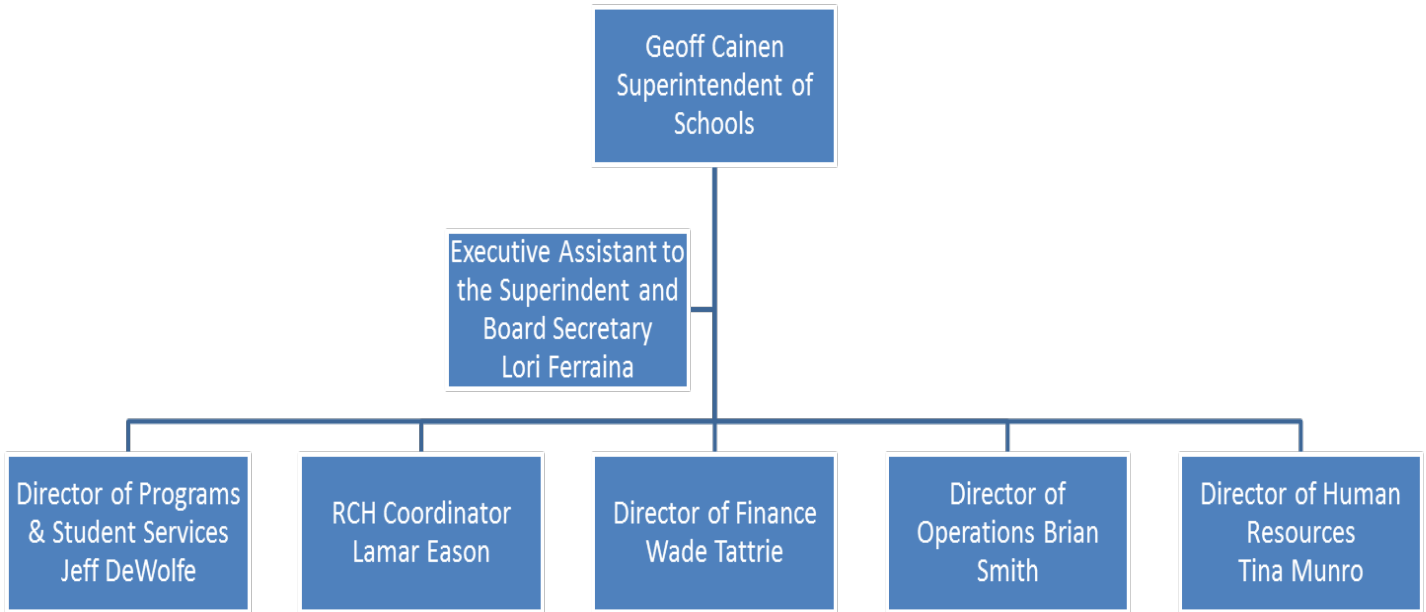 Geoff Cainen
Superintendent of
Schools
Executive Assistant to
the Superindent and
Board Secretary
Lori Ferraina
Director of Programs
& Student Services
Jeff DeWolfe
RCH Coordinator
Lamar Eason
Director of Finance
Wade Tattrie
Director of
Operations Brian
Smith
Director of Human
Resources
Tina Munro